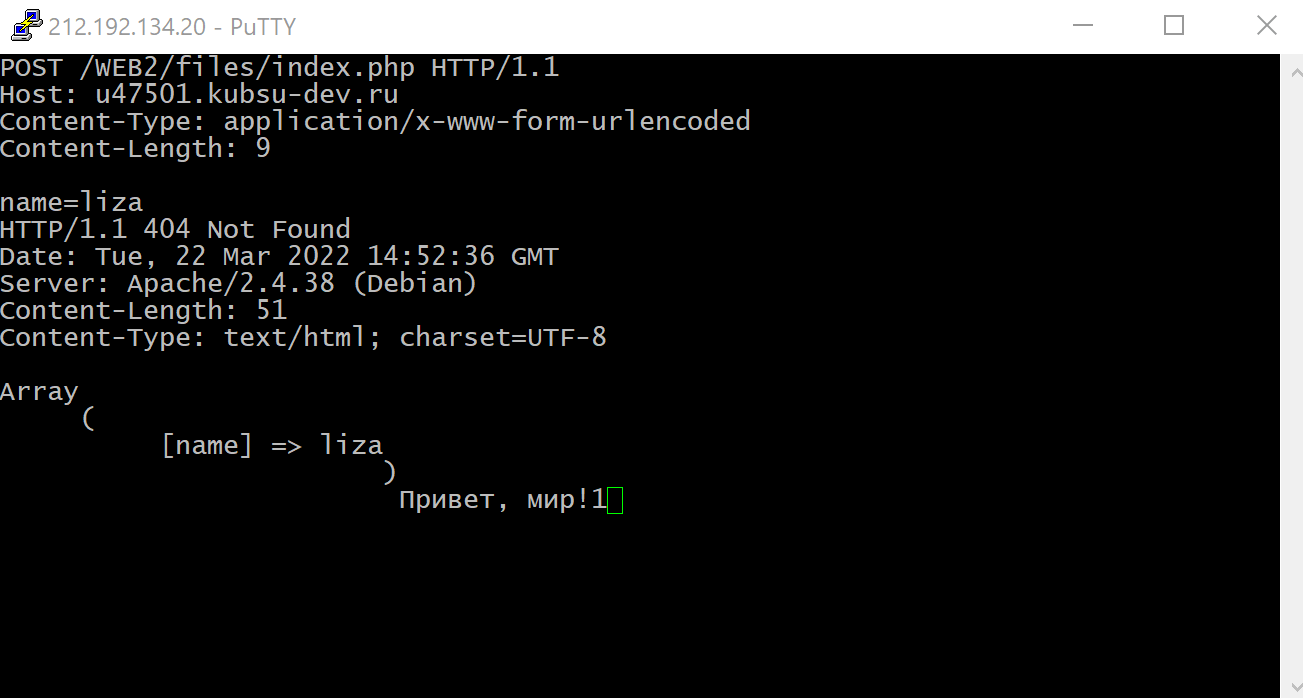 212.192.134.20 - PuTTY
POST /WEB2/files/index.php HTTP/1.1
Host: u47501.kubsu-dev.ru
Content-Type: application/x-www-form-urlencoded
Content-Length: 9

name=liza
HTTP/1.1 404 Not Found
Date: Tue, 22 Mar 2022 14:52:36 GMT
Server: Apache/2.4.38 (Debian)
Content-Length: 51
Content-Type: text/html; charset=UTF-8

Array
(
[name] => liza
)
Привет, мир!1